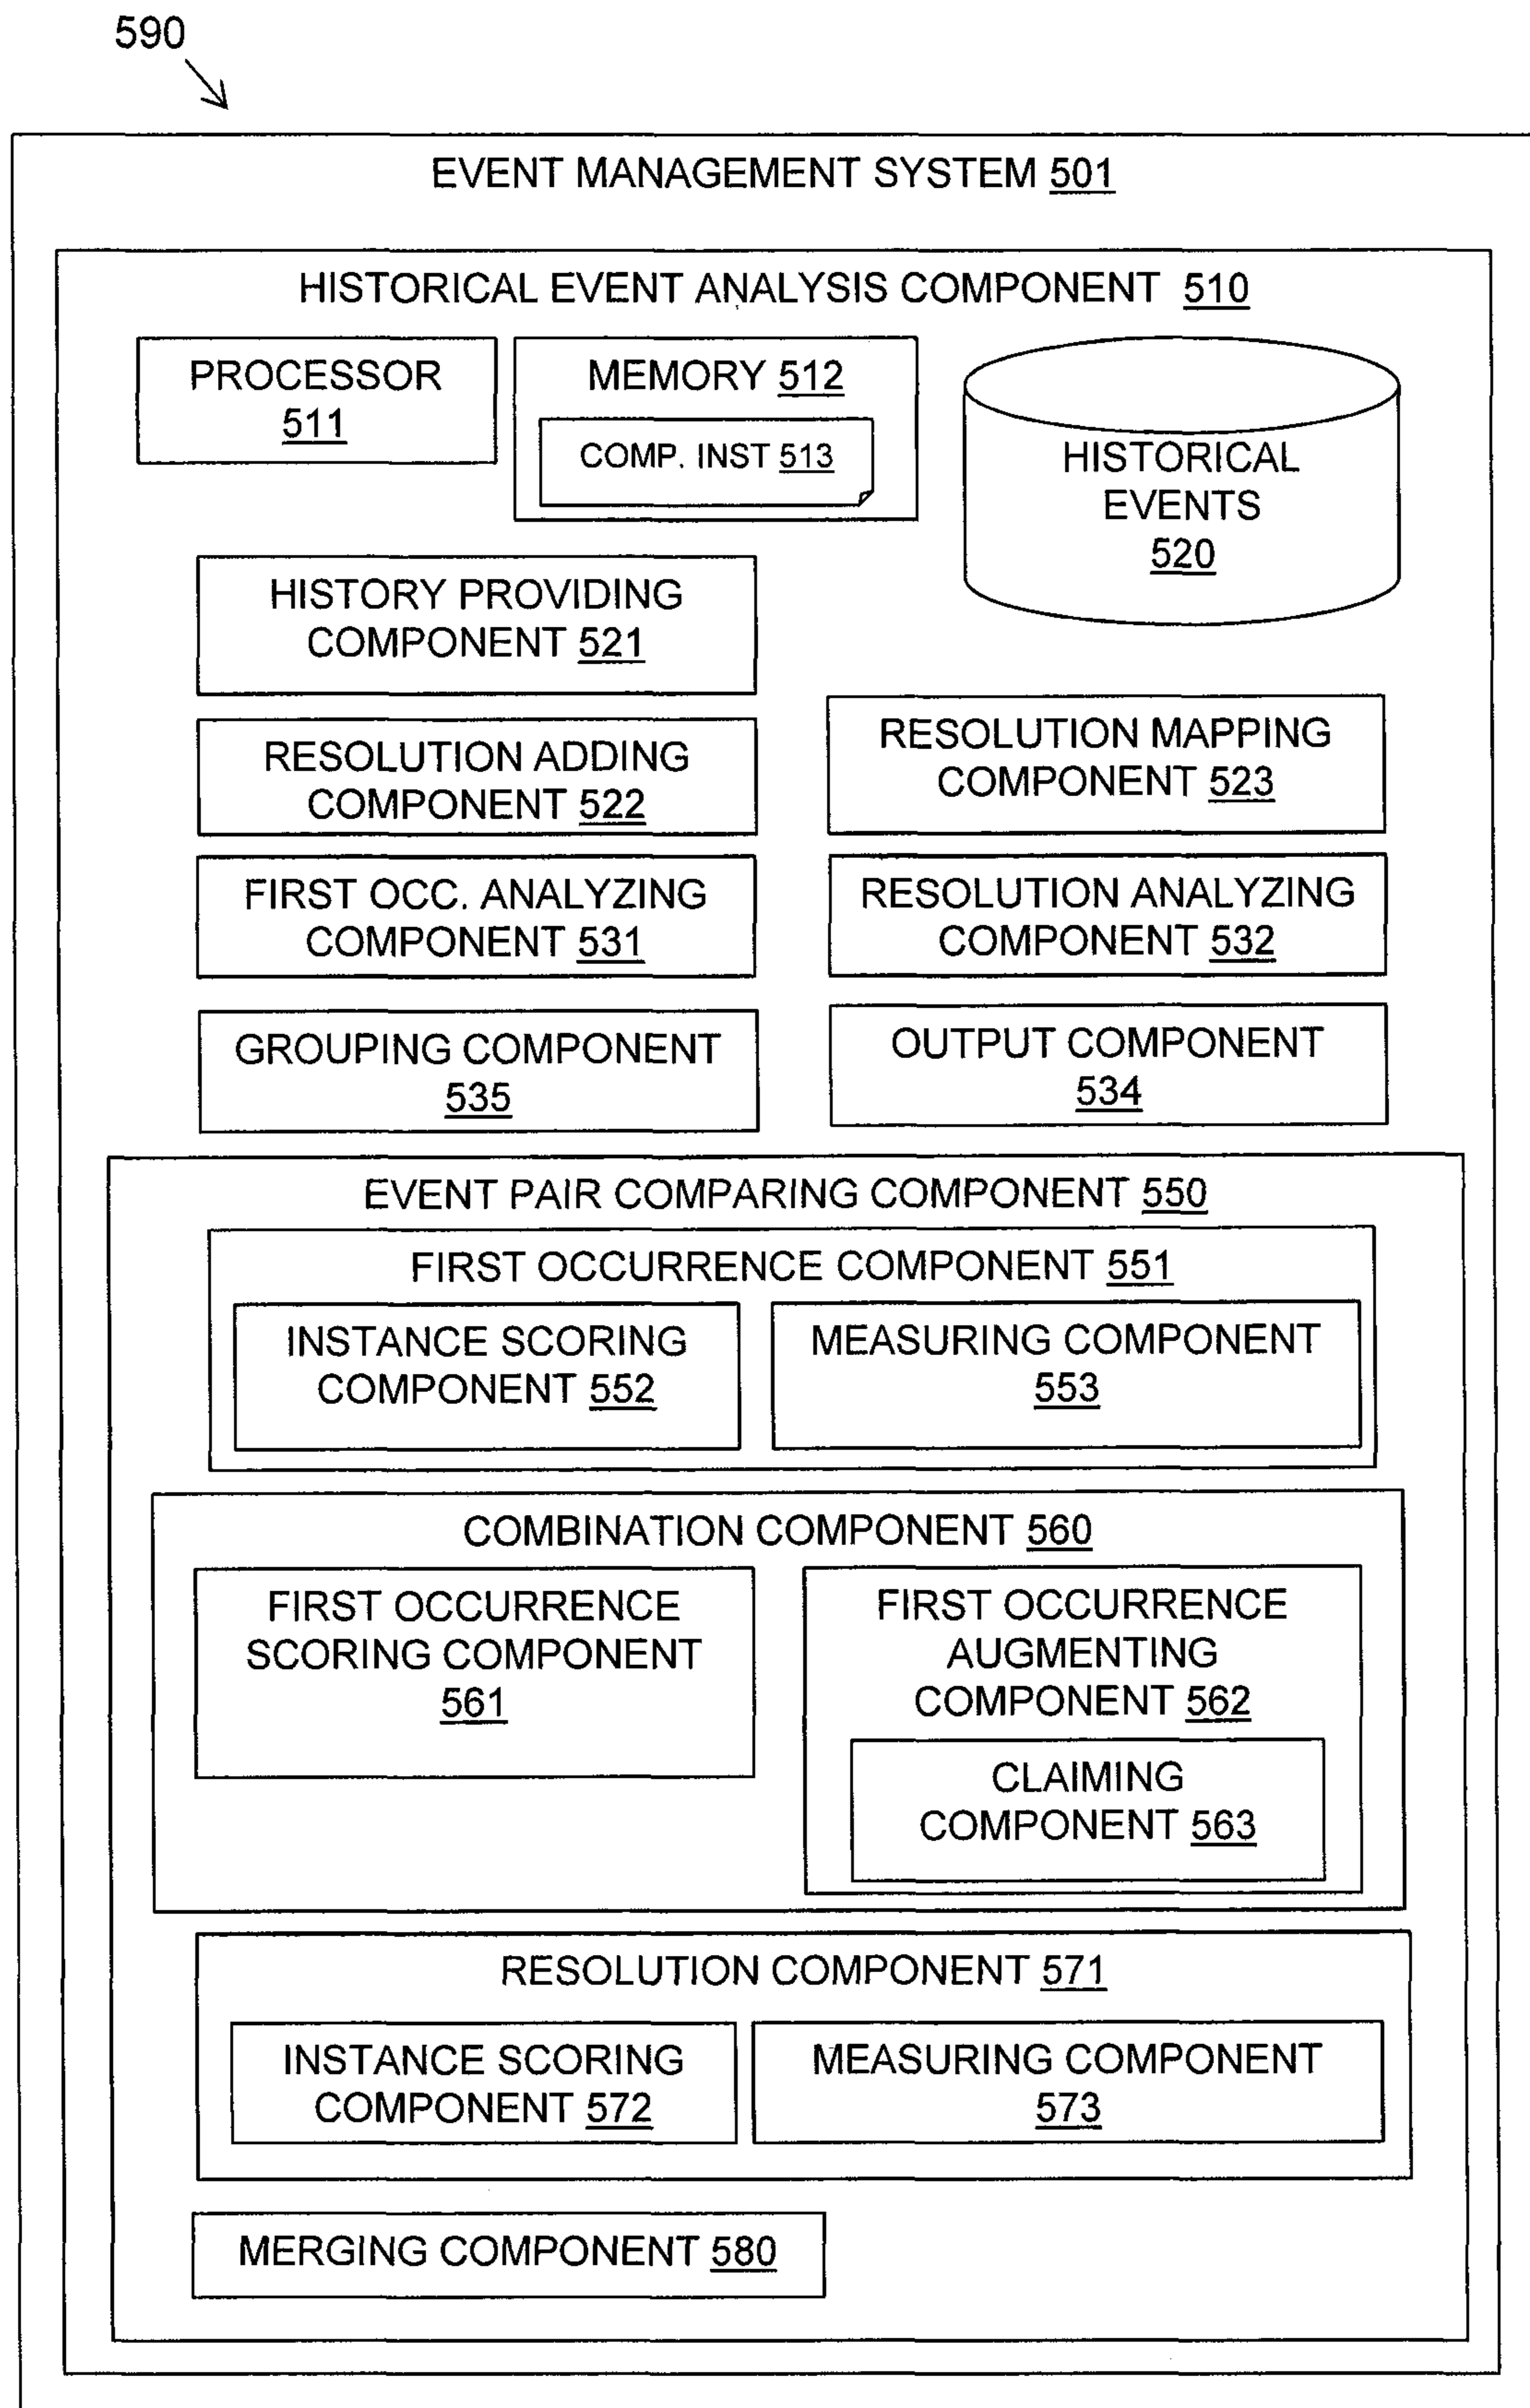 590
EVENT MANAGEMENT SYSTEM 501
HISTORICAL EVENT ANALYSIS COMPONENT 510
PROCESSOR
511
MEMORY 512
COMP. INST 513
HISTORICAL
EVENTS
520
HISTORY PROVIDING
COMPONENT 521
RESOLUTION ADDING
COMPONENT 522
RESOLUTION MAPPING
COMPONENT 523
FIRST OCC. ANALYZING
COMPONENT 531
RESOLUTION ANALYZING
COMPONENT 532
GROUPING COMPONENT
535
OUTPUT COMPONENT
534
EVENT PAIR COMPARING COMPONENT 550
FIRST OCCURRENCE COMPONENT 551
INSTANCE SCORING
COMPONENT 552
MEASURING COMPONENT
553
COMBINATION COMPONENT 560
FIRST OCCURRENCE
SCORING COMPONENT
561
FIRST OCCURRENCE
AUGMENTING
COMPONENT 562
CLAIMING
COMPONENT 563
RESOLUTION COMPONENT 571
INSTANCE SCORING
COMPONENT 572
MEASURING COMPONENT
573
MERGING COMPONENT 580